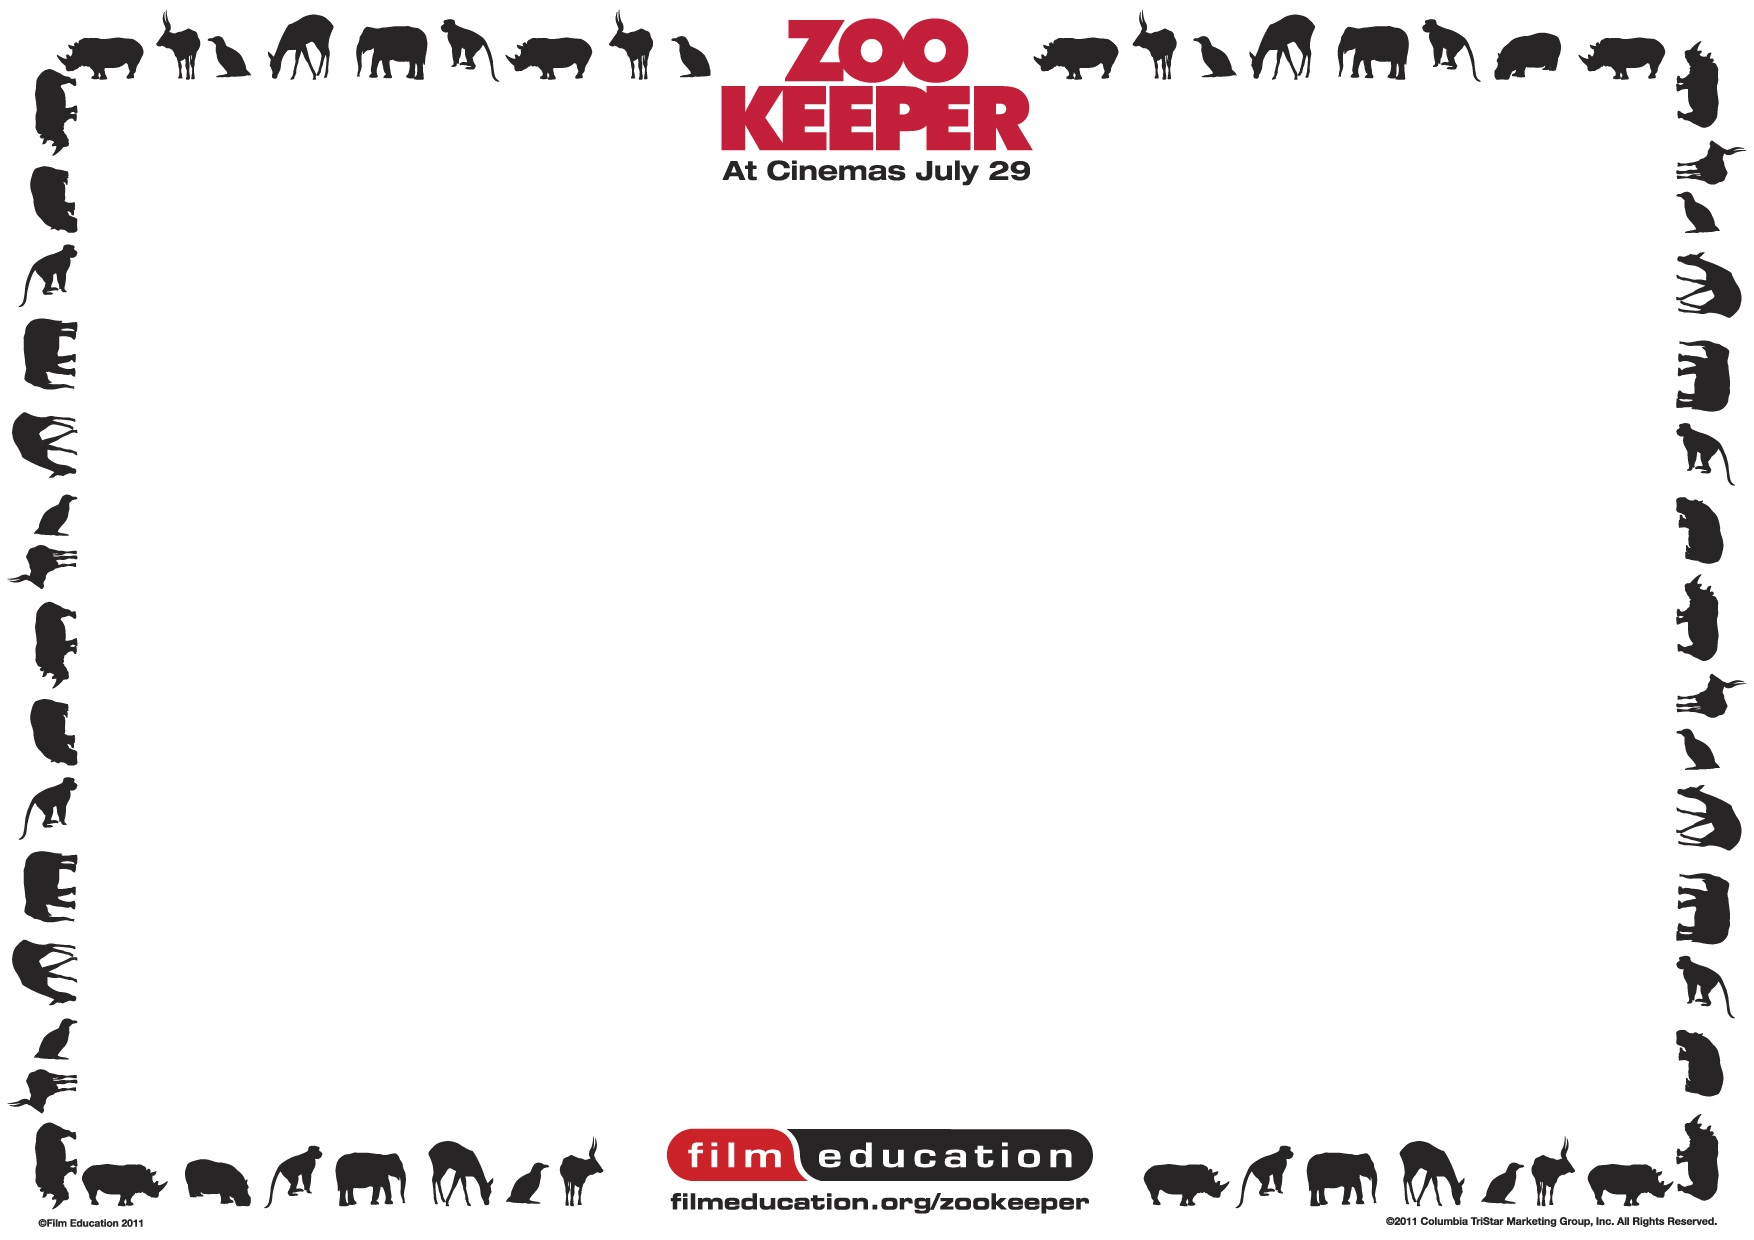 ZOO
KEEPER
At Cinemas July 29
film education
filmeducation.org/zookeeper
©Film Education 2011
©2011 Columbia TriStar Marketing Group, Inc. All Rights Reserved.